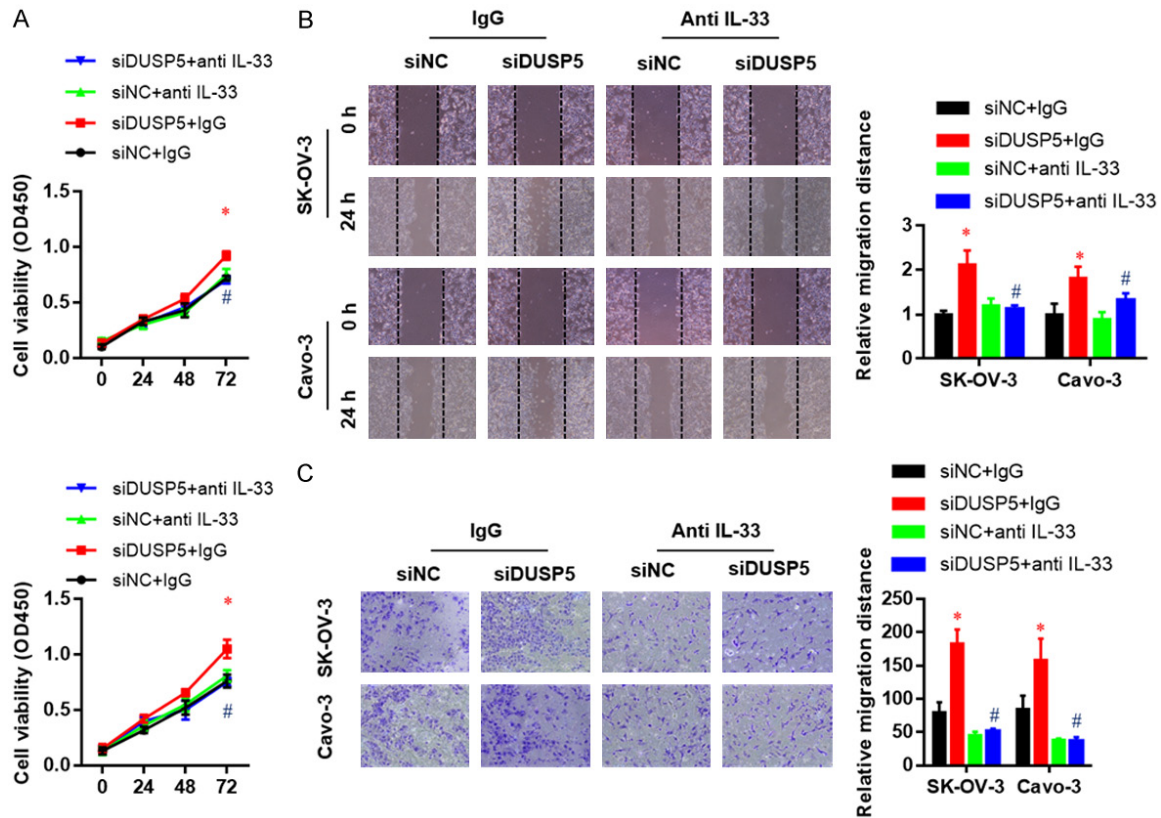 A
siDUSP5+anti IL-33
siNC+anti IL-33
siDUSP5+IgG
siNC+IgG
Cell viability (OD450)
1.5
1.0
0.5
0.0
*
#
0 24 48 72
siDUSP5+anti IL-33
siNC+anti IL-33
siDUSP5+IgG
siNC+IgG
Cell viability (OD450)
1.5
1.0
0.5
0.0
*
#
0 24 48 72
B
IgG Anti IL-33
siNC siDUSP5 siNC siDUSP5
SK-OV-3
0 h
24h
Cavo-3
0 h
24h
siNC+IgG
siDUSP5+IgG
siNC+anti IL-33
siDUSP5+anti IL-33
Relative migration distance
3
2
1
0
* # * #
SK-OV-3 Cavo-3
C
IgG Anti IL-33
siNC siDUSP5 siNC siDUSP5
SK-OV-3
Cavo-3
siNC+IgG
siDUSP5+IgG
siNC+anti IL-33
siDUSP5+anti IL-33
Relative migration distance
250
200
150
100
50
0
* # * #
SK-OV-3 Cavo-3